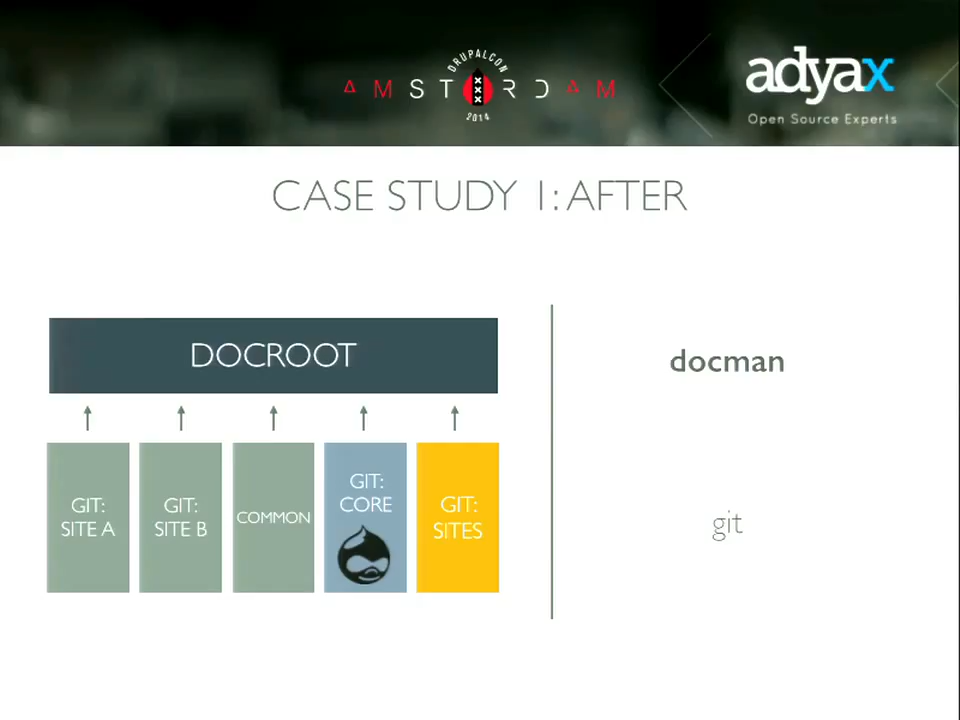 DRUPALCON
AMSTERDAM
2014
adyax
Open Source Experts
CASE STUDY 1: AFTER
DOCROOT
docman
GIT:
SITE A
GIT:
SITE B
COMMON
GIT:
CORE
GIT:
SITES
git